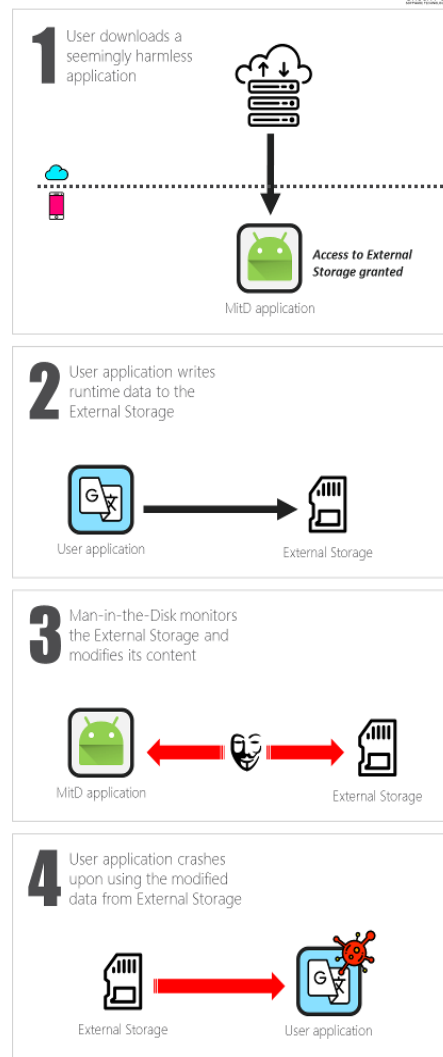 1
User downloads a
seemingly harmless
application
Access to External
Storage granted
MitD application
2
User application writes
runtime data to the
External Storage
G 文
User application
External Storage
3
Man-in-the-Disk monitors
the External Storage and
modifies its content
MitD application
External Storage
4
User application crashes
upon using the modified
data from External Storage
G 文
External Storage
User application